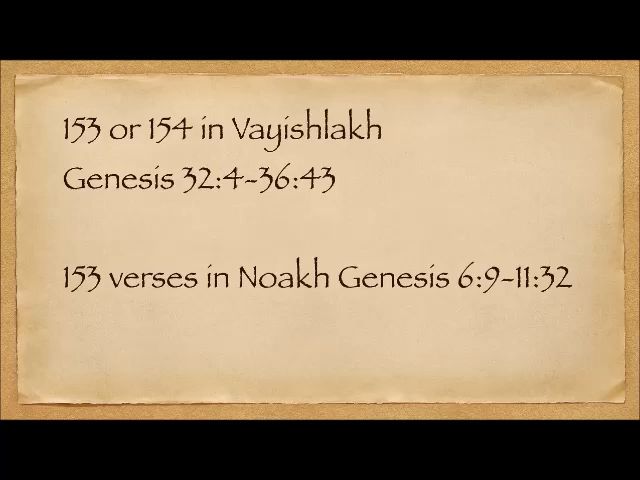 153 or 154 in Vayishlakh
Genesis 32:4-36:43
153 verses in Noakh Genesis 6:9-11:32